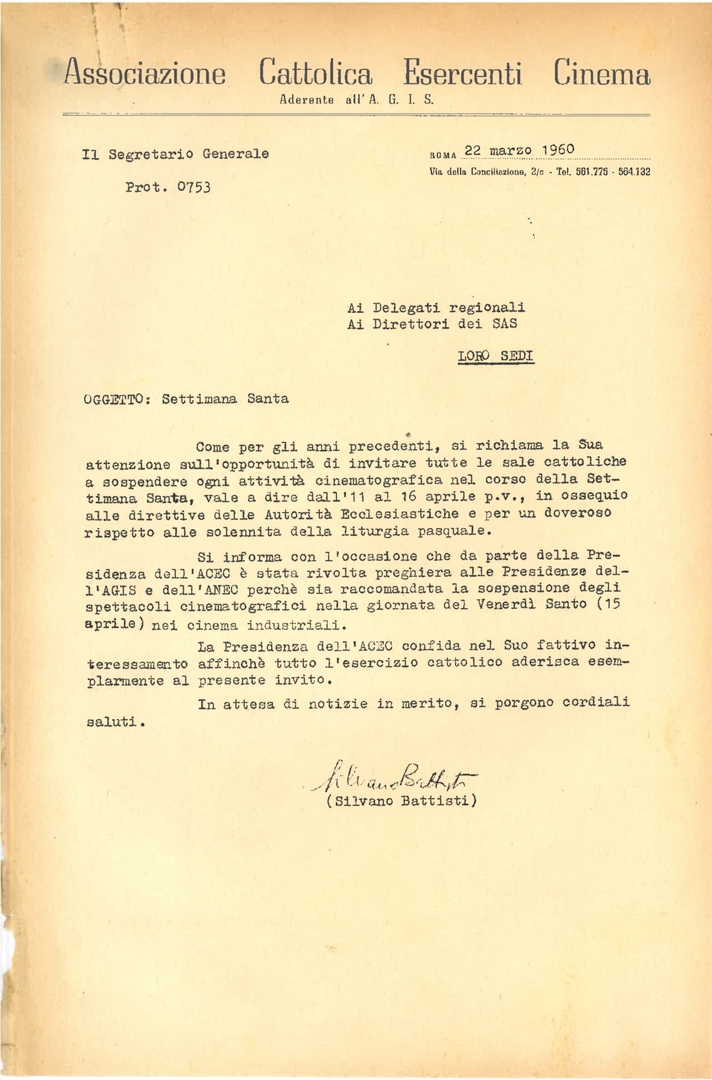 Associazione Cattolica Esercenti Cinema
Aderente all'A. G. I. S.
Il Segretario Generale
Prot. 0753
ROMA 22 marzo 1960
Via della Conciliazione, 2/c - Tel. 561.775 - 564.132
Ai Delegati regionali
Ai Direttori dei SAS
LORO SEDI
OGGETTO: Settimana Santa
Come per gli anni precedenti, si richiama la Sua
attenzione sull'opportunità di invitare tutte le sale cattoliche
a sospendere ogni attività cinematografica nel corso della Set-
timana Santa, vale a dire dall'11 al 16 aprile p.v., in ossequio
alle direttive delle Autorità Ecclesiastiche e per un doveroso
rispetto alle solennita della liturgia pasquale.
Si informa con l'occasione che da parte della Pre-
sidenza dell'ACEC è stata rivolta preghiera alle Presidenze del-
l'AGIS e dell'ANEC perchè sia raccomandata la sospensione degli
spettacoli cinematografici nella giornata del Venerdì Santo (15
aprile) nei cinema industriali.
La Presidenza dell'ACEC confida nel Suo fattivo in-
teressamento affinchè tutto l'esercizio cattolico aderisca esem-
plarmente al presente invito.
In attesa di notizie in merito, si porgono cordiali
saluti.
Silvano Battisti
(Silvano Battisti)